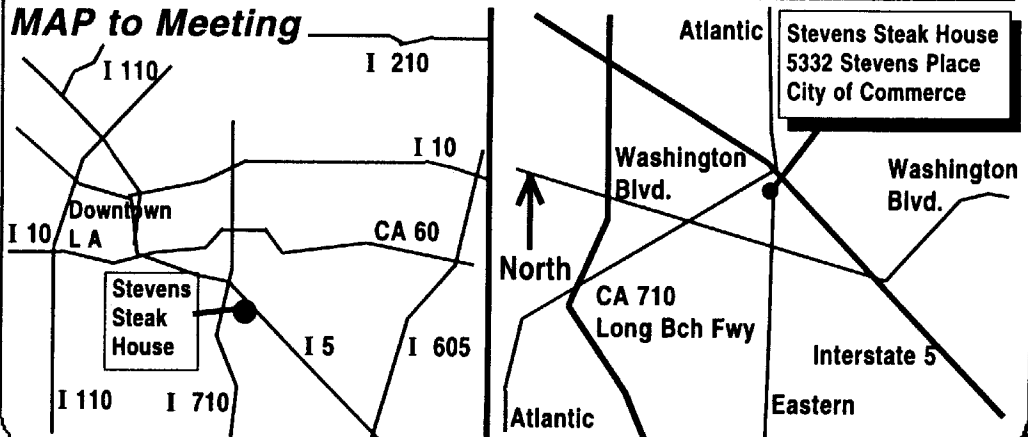 MAP to Meeting
I 210
I 110
I 10
Downtown
L A
I 10
CA 60
Stevens
Steak
House
I 5
I 605
I 110
I 710
Atlantic
Stevens Steak House
5332 Stevens Place
City of Commerce
Washington
Blvd.
Washington
Blvd.
North
CA 710
Long Bch Fwy
Interstate 5
Atlantic
Eastern